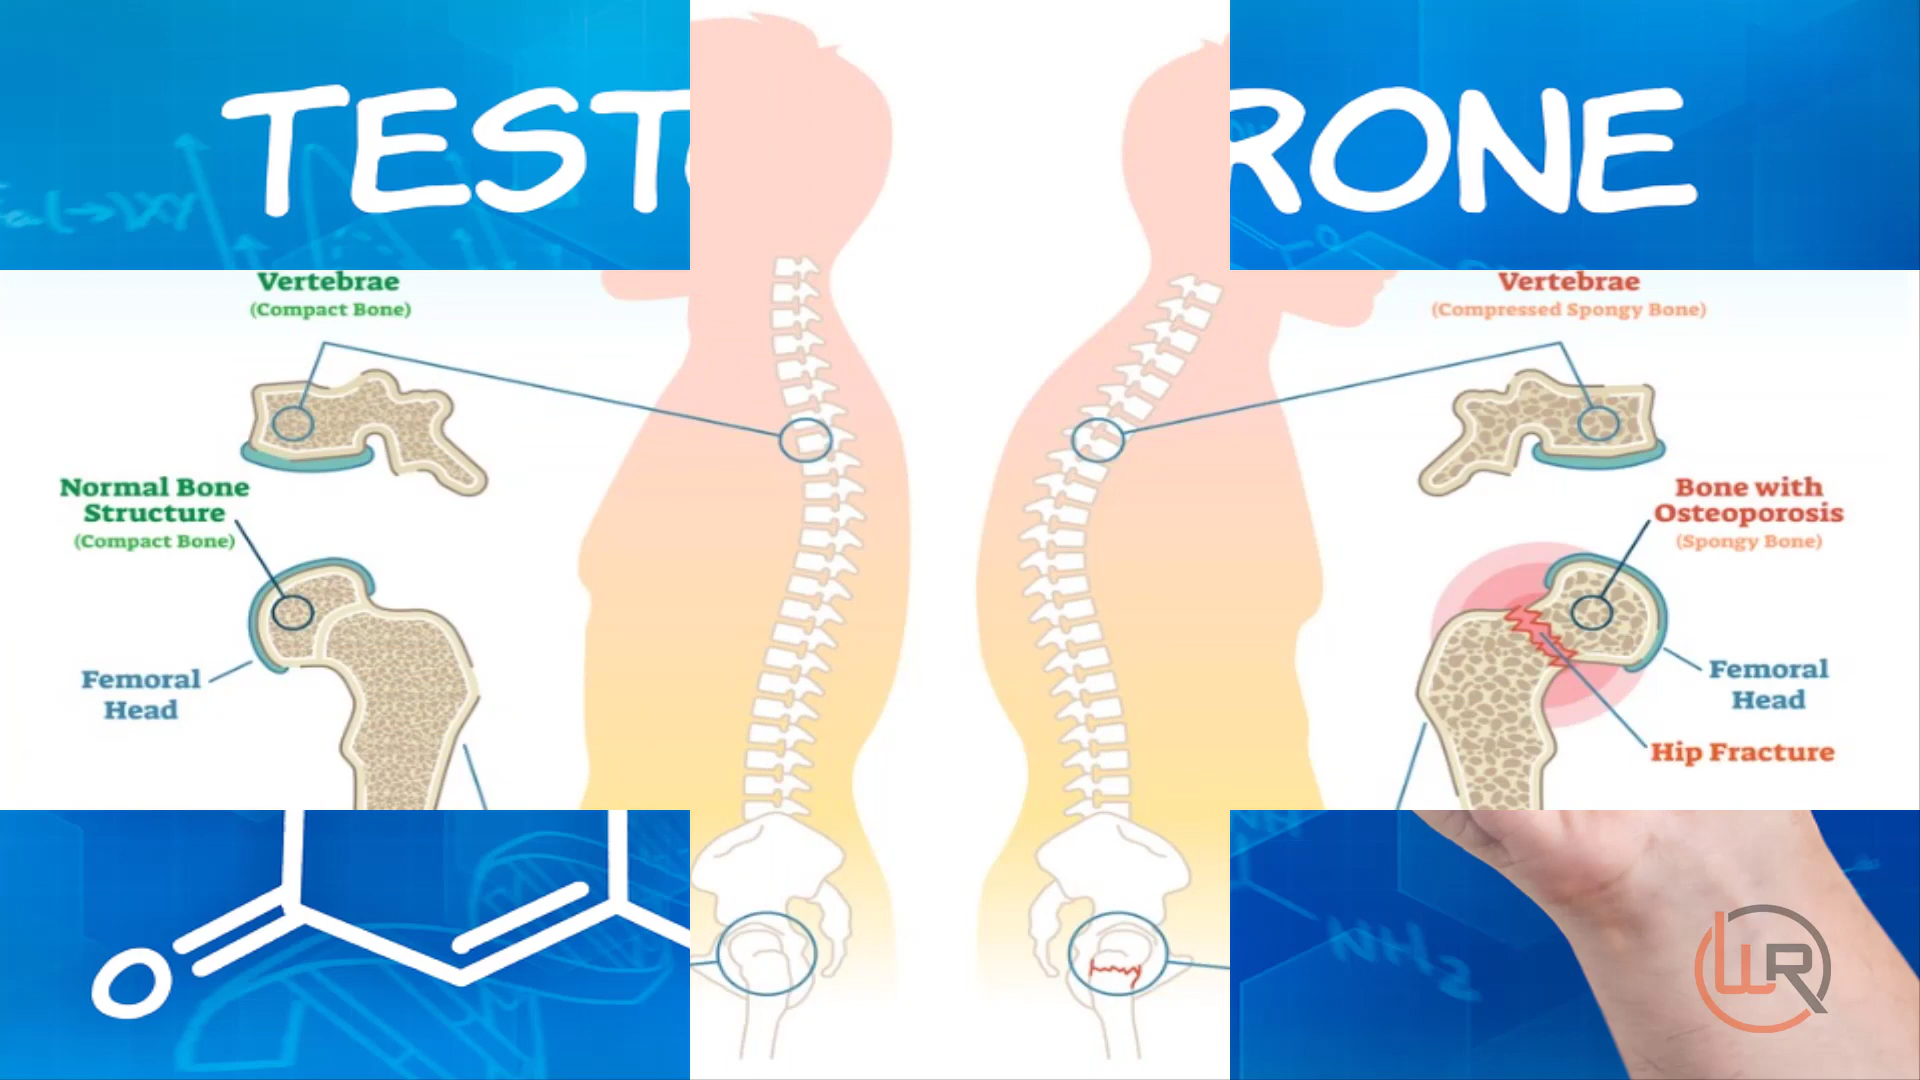 TEST
RONE
Vertebrae
(Compact Bone)
Vertebrae
(Compressed Spongy Bone)
Normal Bone
Structure
(Compact Bone)
Bone with
Osteoporosis
(Spongy Bone)
Femoral
Head
Femoral
Head
Hip Fracture
O
WR